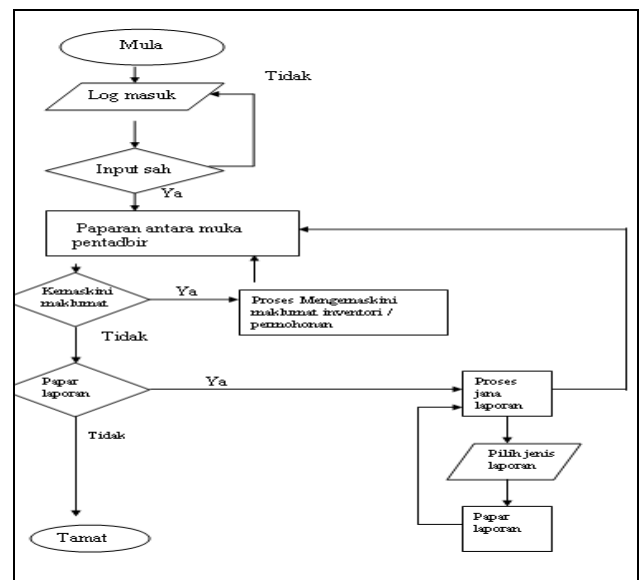 Mula
Tidak
Log masuk
Input sah
Ya
Paparan antara muka
pentadbir
Kemaskini
maklumat
Ya
Proses Mengemaskini
maklumat inventori /
permohonan
Tidak
Papar
laporan
Ya
Proses
jana
laporan
Tidak
Pilih jenis
laporan
Papar
laporan
Tamat